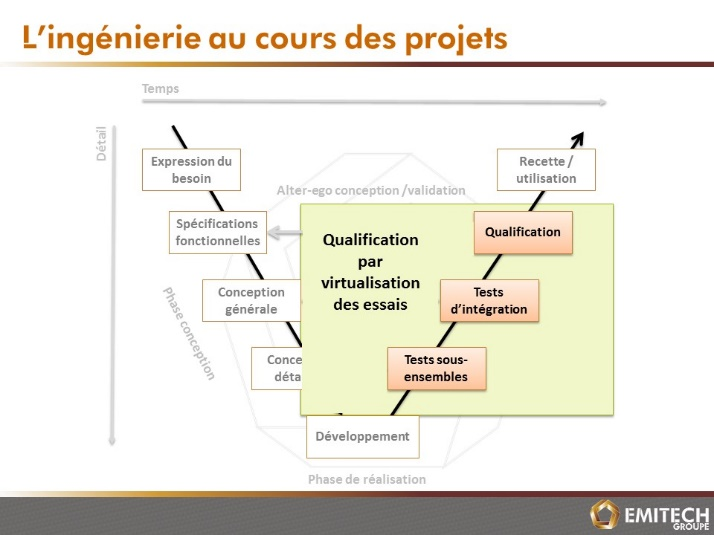 L'ingénierie au cours des projets
Temps
Détail
Expression du
besoin
Recette /
utilisation
Alter-ego conception /validation
Spécifications
fonctionnelles
Qualification
par
virtualisation
des essais
Qualification
Conception
générale
Tests
d'intégration
Phase conception
Conce
déta
Tests sous-
ensembles
Développement
Phase de réalisation
EMITECH
GROUPE